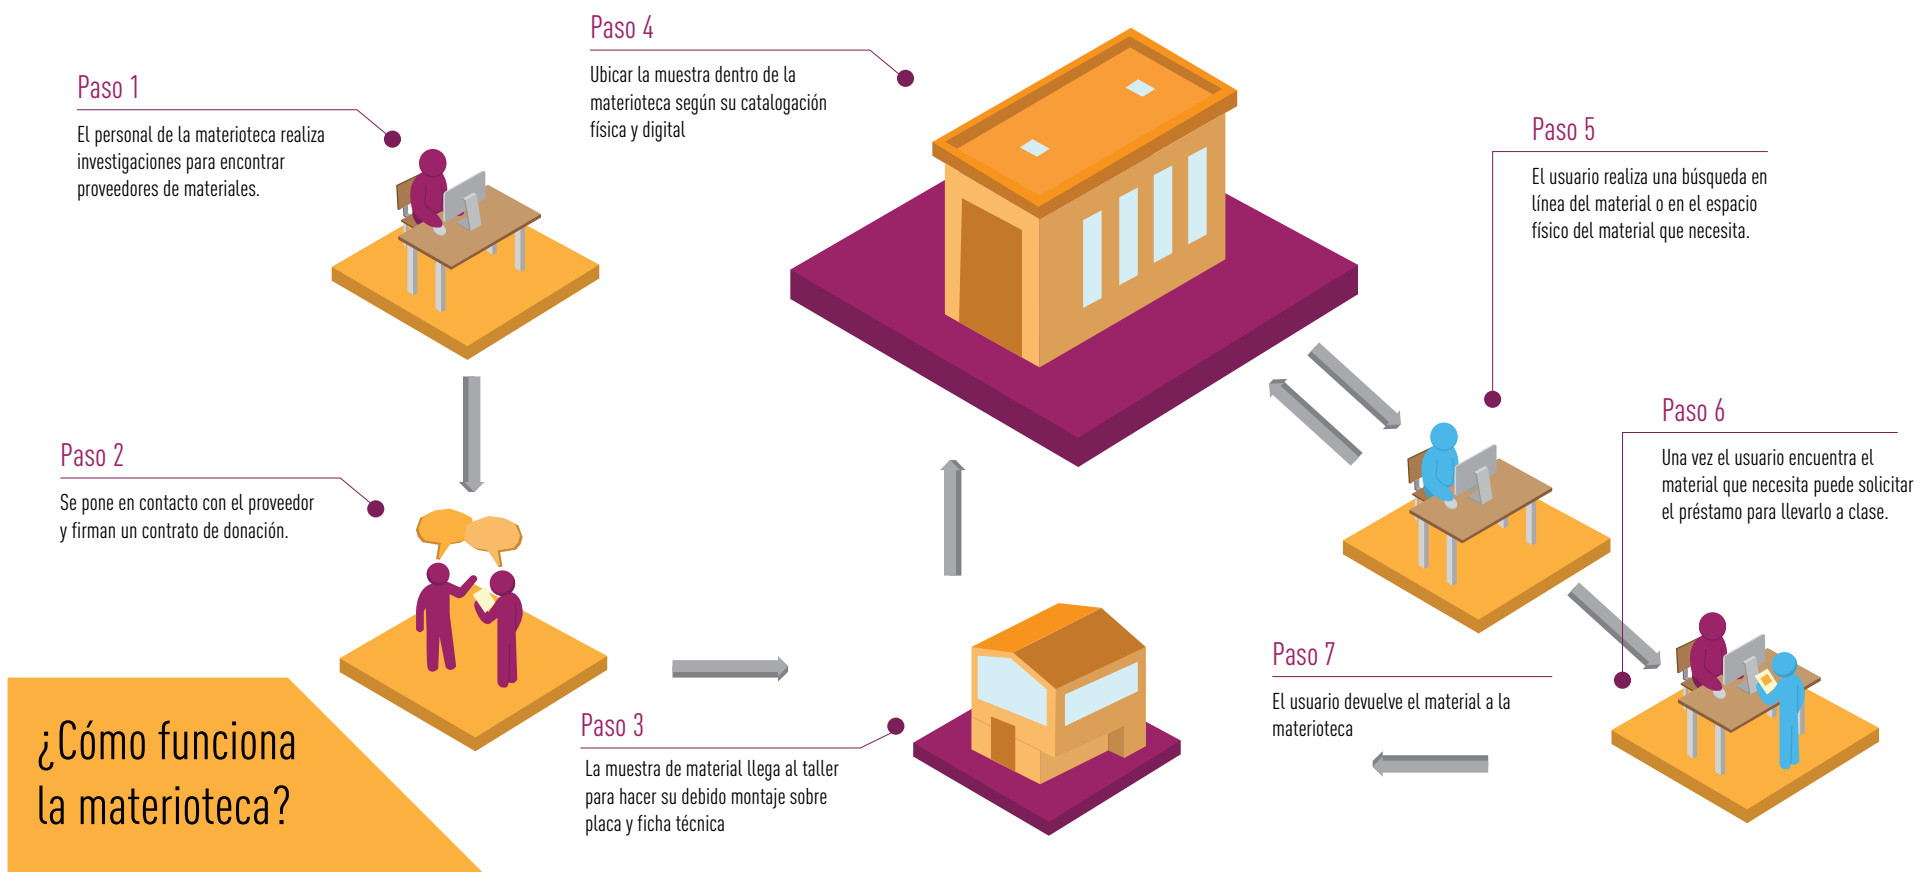 Paso 1
El personal de la materioteca realiza
investigaciones para encontrar
proveedores de materiales.
Paso 2
Se pone en contacto con el proveedor
y firman un contrato de donación.
Paso 3
La muestra de material llega al taller
para hacer su debido montaje sobre
placa y ficha técnica
Paso 4
Ubicar la muestra dentro de la
materioteca según su catalogación
física y digital
Paso 5
El usuario realiza una búsqueda en
línea del material o en el espacio
físico del material que necesita.
Paso 6
Una vez el usuario encuentra el
material que necesita puede solicitar
el préstamo para llevarlo a clase.
Paso 7
El usuario devuelve el material a la
materioteca
¿Cómo funciona
la materioteca?